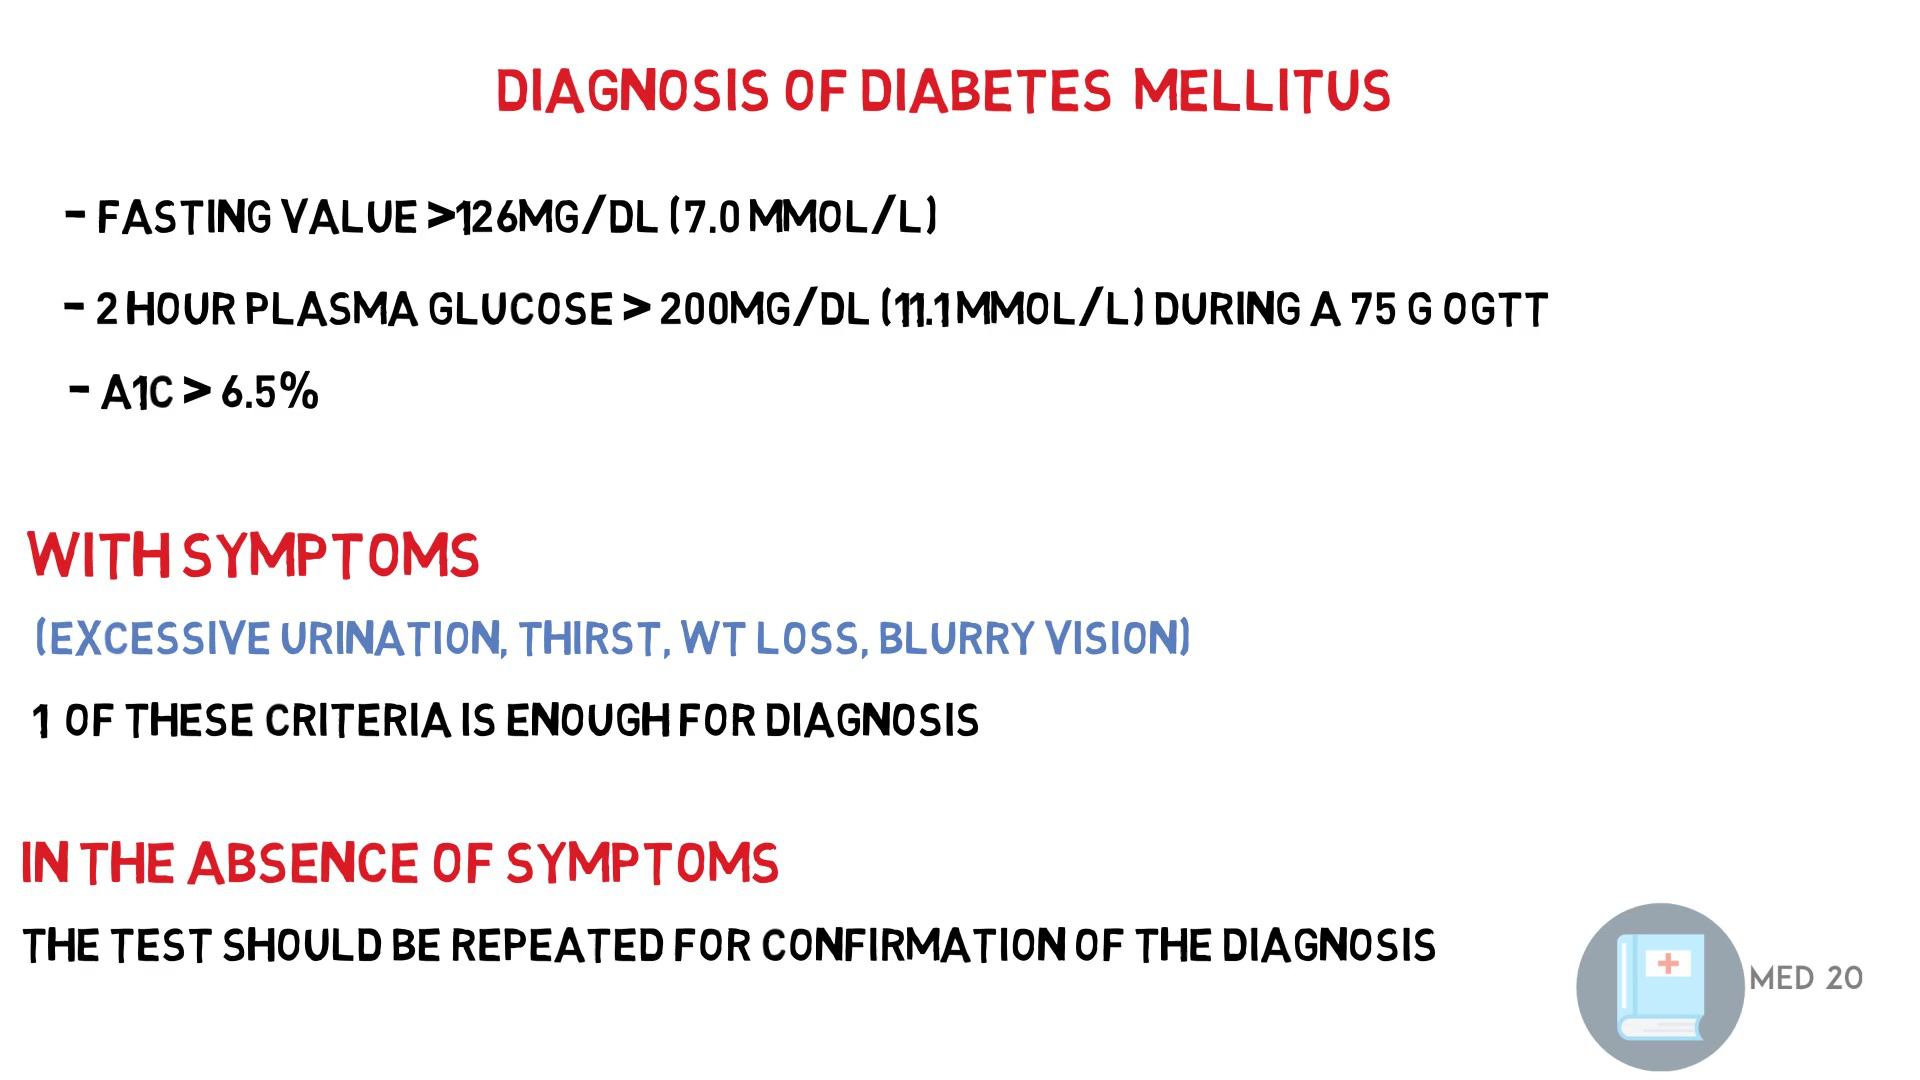 DIAGNOSIS OF DIABETES MELLITUS
- FASTING VALUE >126MG/DL (7.0 MMOL/L)
- 2 HOUR PLASMA GLUCOSE > 200MG/DL (11.1 MMOL/L) DURING A 75 G OGTT
- A1C > 6.5%
WITH SYMPTOMS
(EXCESSIVE URINATION, THIRST, WT LOSS, BLURRY VISION)
1 OF THESE CRITERIA IS ENOUGH FOR DIAGNOSIS
IN THE ABSENCE OF SYMPTOMS
THE TEST SHOULD BE REPEATED FOR CONFIRMATION OF THE DIAGNOSIS
MED 20